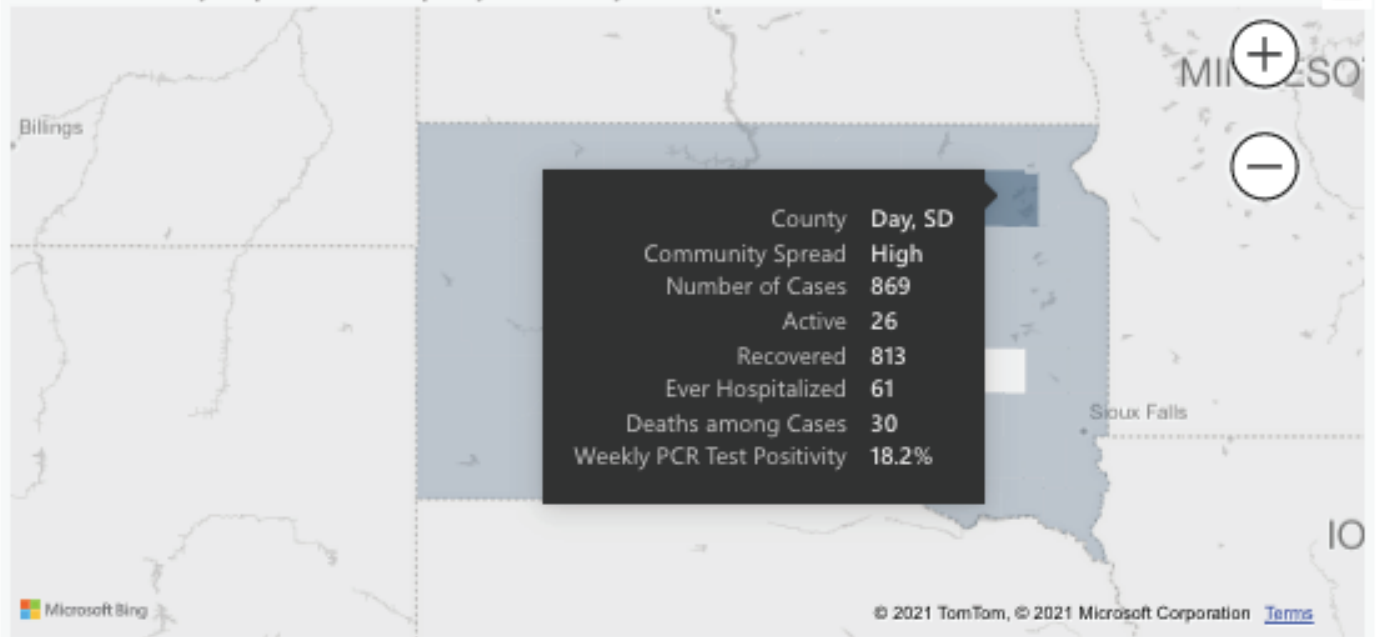 MIN ESO
Billings
County Day, SD
Community Spread High
Number of Cases 869
Active 26
Recovered 813
Ever Hospitalized 61
Deaths among Cases 30
Weekly PCR Test Positivity 18.2%
Sioux Falls
IO
Microsoft Bing
© 2021 TomTom, © 2021 Microsoft Corporation Terms